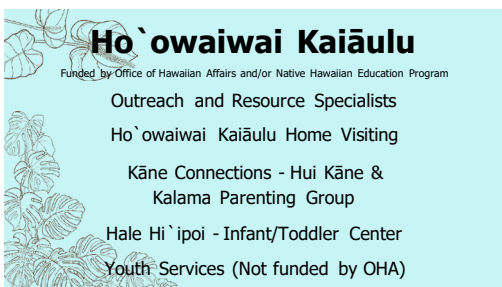 Ho`owaiwai Kaiāulu
Funded by Office of Hawaiian Affairs and/or Native Hawaiian Education Program
Outreach and Resource Specialists
Ho`owaiwai Kaiāulu Home Visiting
Kāne Connections - Hui Kāne &
Kalama Parenting Group
Hale Hi`ipoi - Infant/Toddler Center
Youth Services (Not funded by OHA)